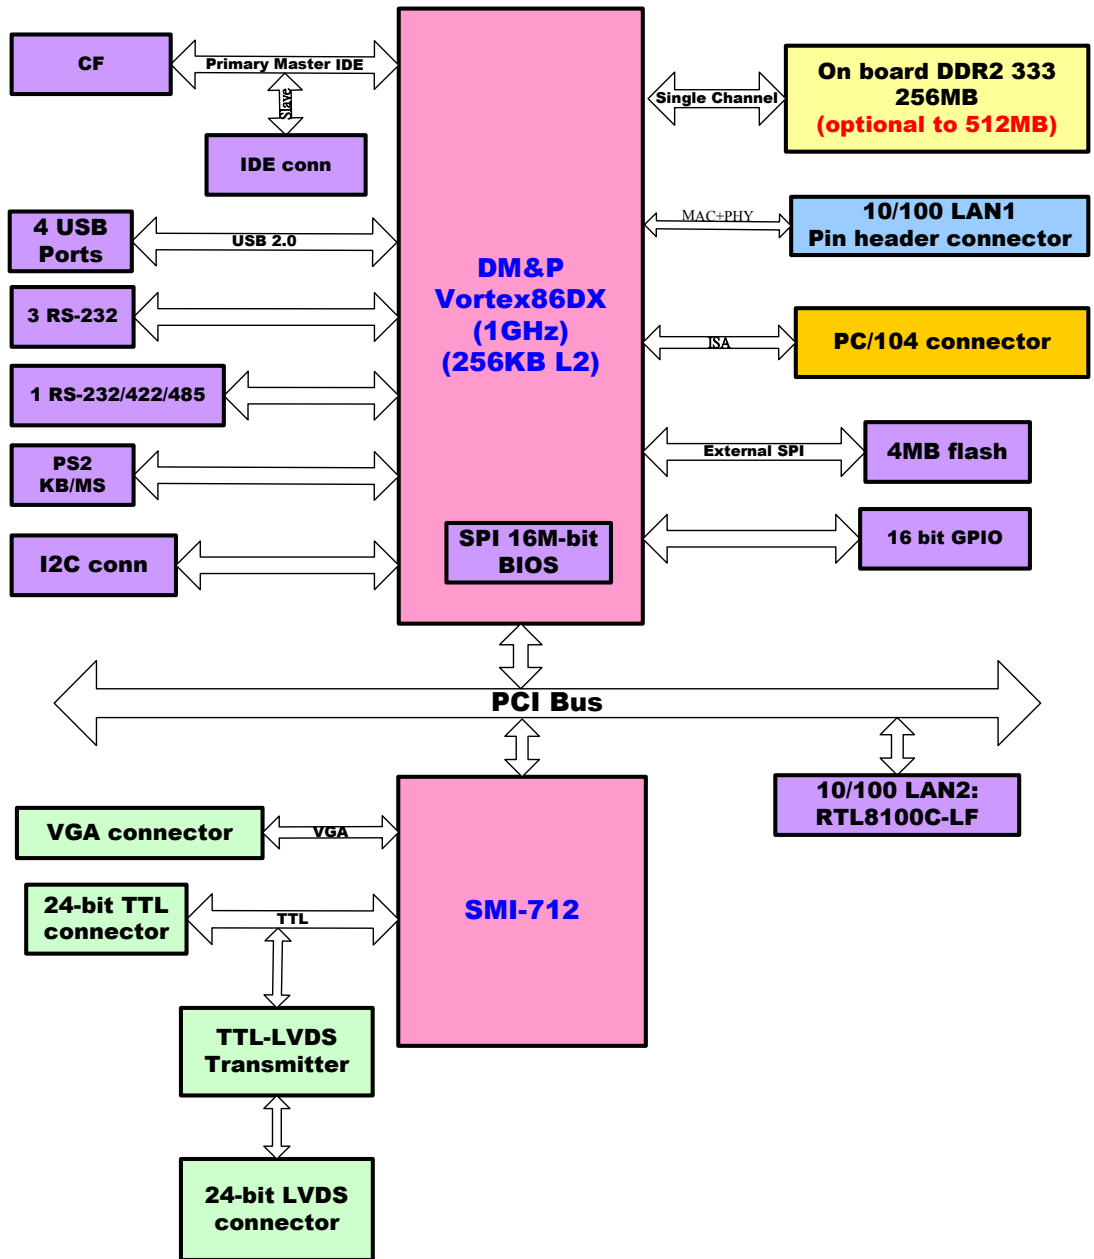 CF
Primary Master IDE
Slave
IDE conn
4 USB
Ports
USB 2.0
3 RS-232
1 RS-232/422/485
PS2
KB/MS
I2C conn
DM&P
Vortex86DX
(1GHz)
(256KB L2)
SPI 16M-bit
BIOS
Single Channel
On board DDR2 333
256MB
(optional to 512MB)
MAC+PHY
10/100 LAN1
Pin header connector
ISA
PC/104 connector
External SPI
4MB flash
16 bit GPIO
PCI Bus
10/100 LAN2:
RTL8100C-LF
VGA connector
VGA
24-bit TTL
connector
TTL
SMI-712
TTL-LVDS
Transmitter
24-bit LVDS
connector